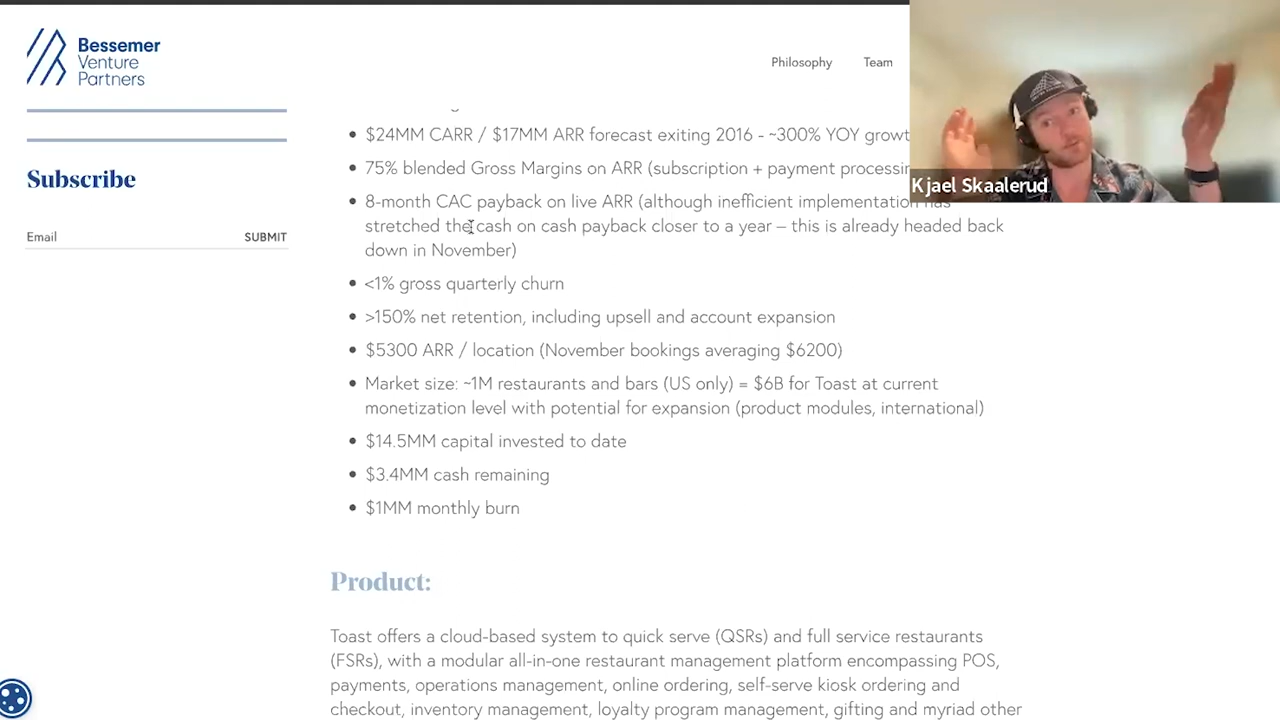 Bessemer
Venture
Partners
Philosophy
Team
Subscribe
Email
SUBMIT
$24MM CARR / $17MM ARR forecast exiting 2016 - ~300% YOY
75% blended Gross Margins on ARR (subscription + payment
8-month CAC payback on live ARR (although inefficient implementation has
stretched the cash on cash payback closer to a year – this is already headed back
down in November)
<1% gross quarterly churn
>150% net retention, including upsell and account expansion
$5300 ARR / location (November bookings averaging $6200)
Market size: ~1M restaurants and bars (US only) = $6B for Toast at current
monetization level with potential for expansion (product modules, international)
$14.5MM capital invested to date
$3.4MM cash remaining
$1MM monthly burn
Product:
Toast offers a cloud-based system to quick serve (QSRs) and full service restaurants
(FSRs), with a modular all-in-one restaurant management platform encompassing POS,
payments, operations management, online ordering, self-serve kiosk ordering and
checkout, inventory management, loyalty program management, gifting and myriad other
Kjael Skaalerud